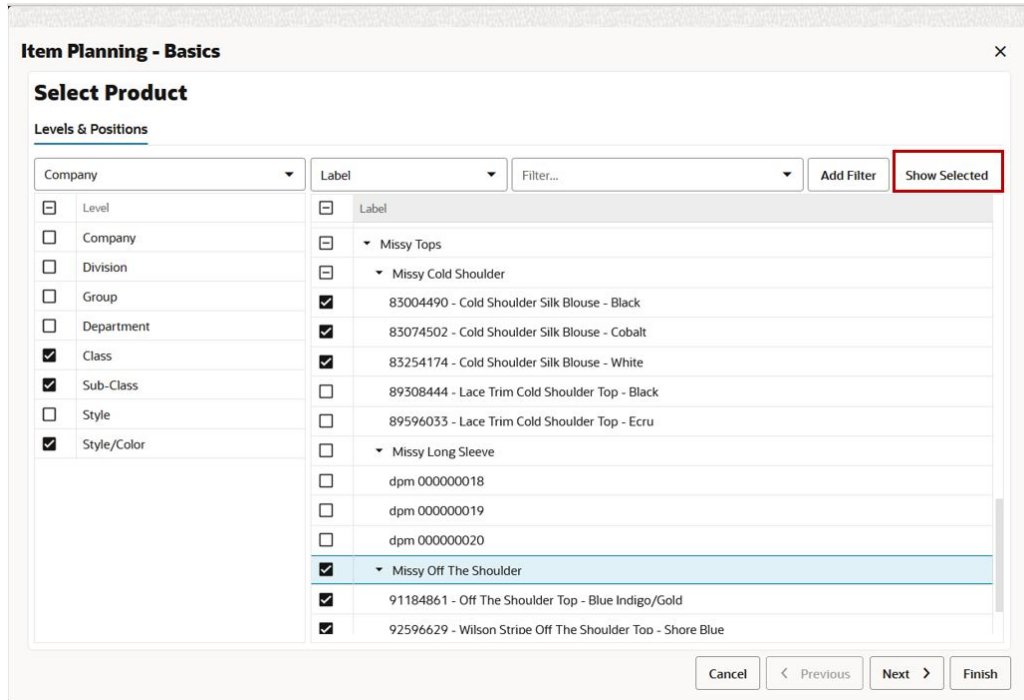 Item Planning - Basics
Select Product
Levels & Positions
Company Label Filter... Add Filter Show Selected
Level Label
Company
Division
Group
Department
Class
Sub-Class
Style
Style/Color
Missy Tops
Missy Cold Shoulder
83004490 - Cold Shoulder Silk Blouse - Black
83074502 - Cold Shoulder Silk Blouse - Cobalt
83254174 - Cold Shoulder Silk Blouse - White
89308444 - Lace Trim Cold Shoulder Top - Black
89596033 - Lace Trim Cold Shoulder Top - Ecru
Missy Long Sleeve
dpm 000000018
dpm 000000019
dpm 000000020
Missy Off The Shoulder
91184861 - Off The Shoulder Top - Blue Indigo/Gold
92596629 - Wilson Stripe Off The Shoulder Top - Shore Blue
Cancel Previous Next Finish